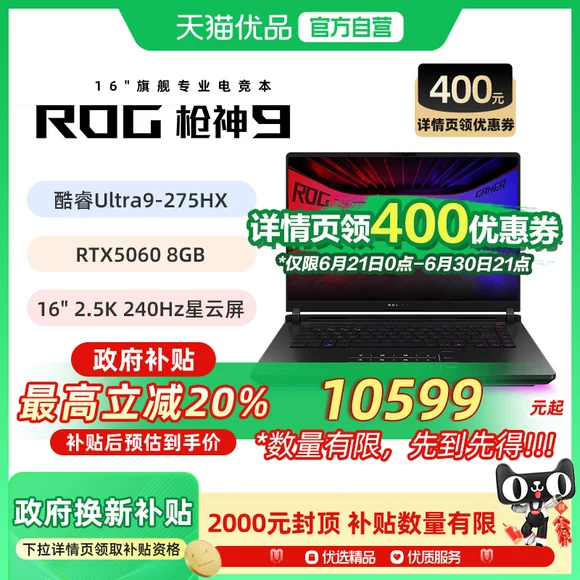 天猫优品 官方自营
16"旗舰专业电竞本
ROG 枪神9
400元
详情页领优惠券
酷睿Ultra9-275HX
RTX5060 8GB
16" 2.5K 240Hz星云屏
ROG
GAMER
详情页领400优惠券
*仅限6月21日0点-6月30日21点
政府补贴
最高立减20%
补贴后预估到手价
10599元起
*数量有限，先到先得!!!
政府换新补贴
下拉详情页领取补贴资格
2000元封顶 补贴数量有限
优选精品 优质服务